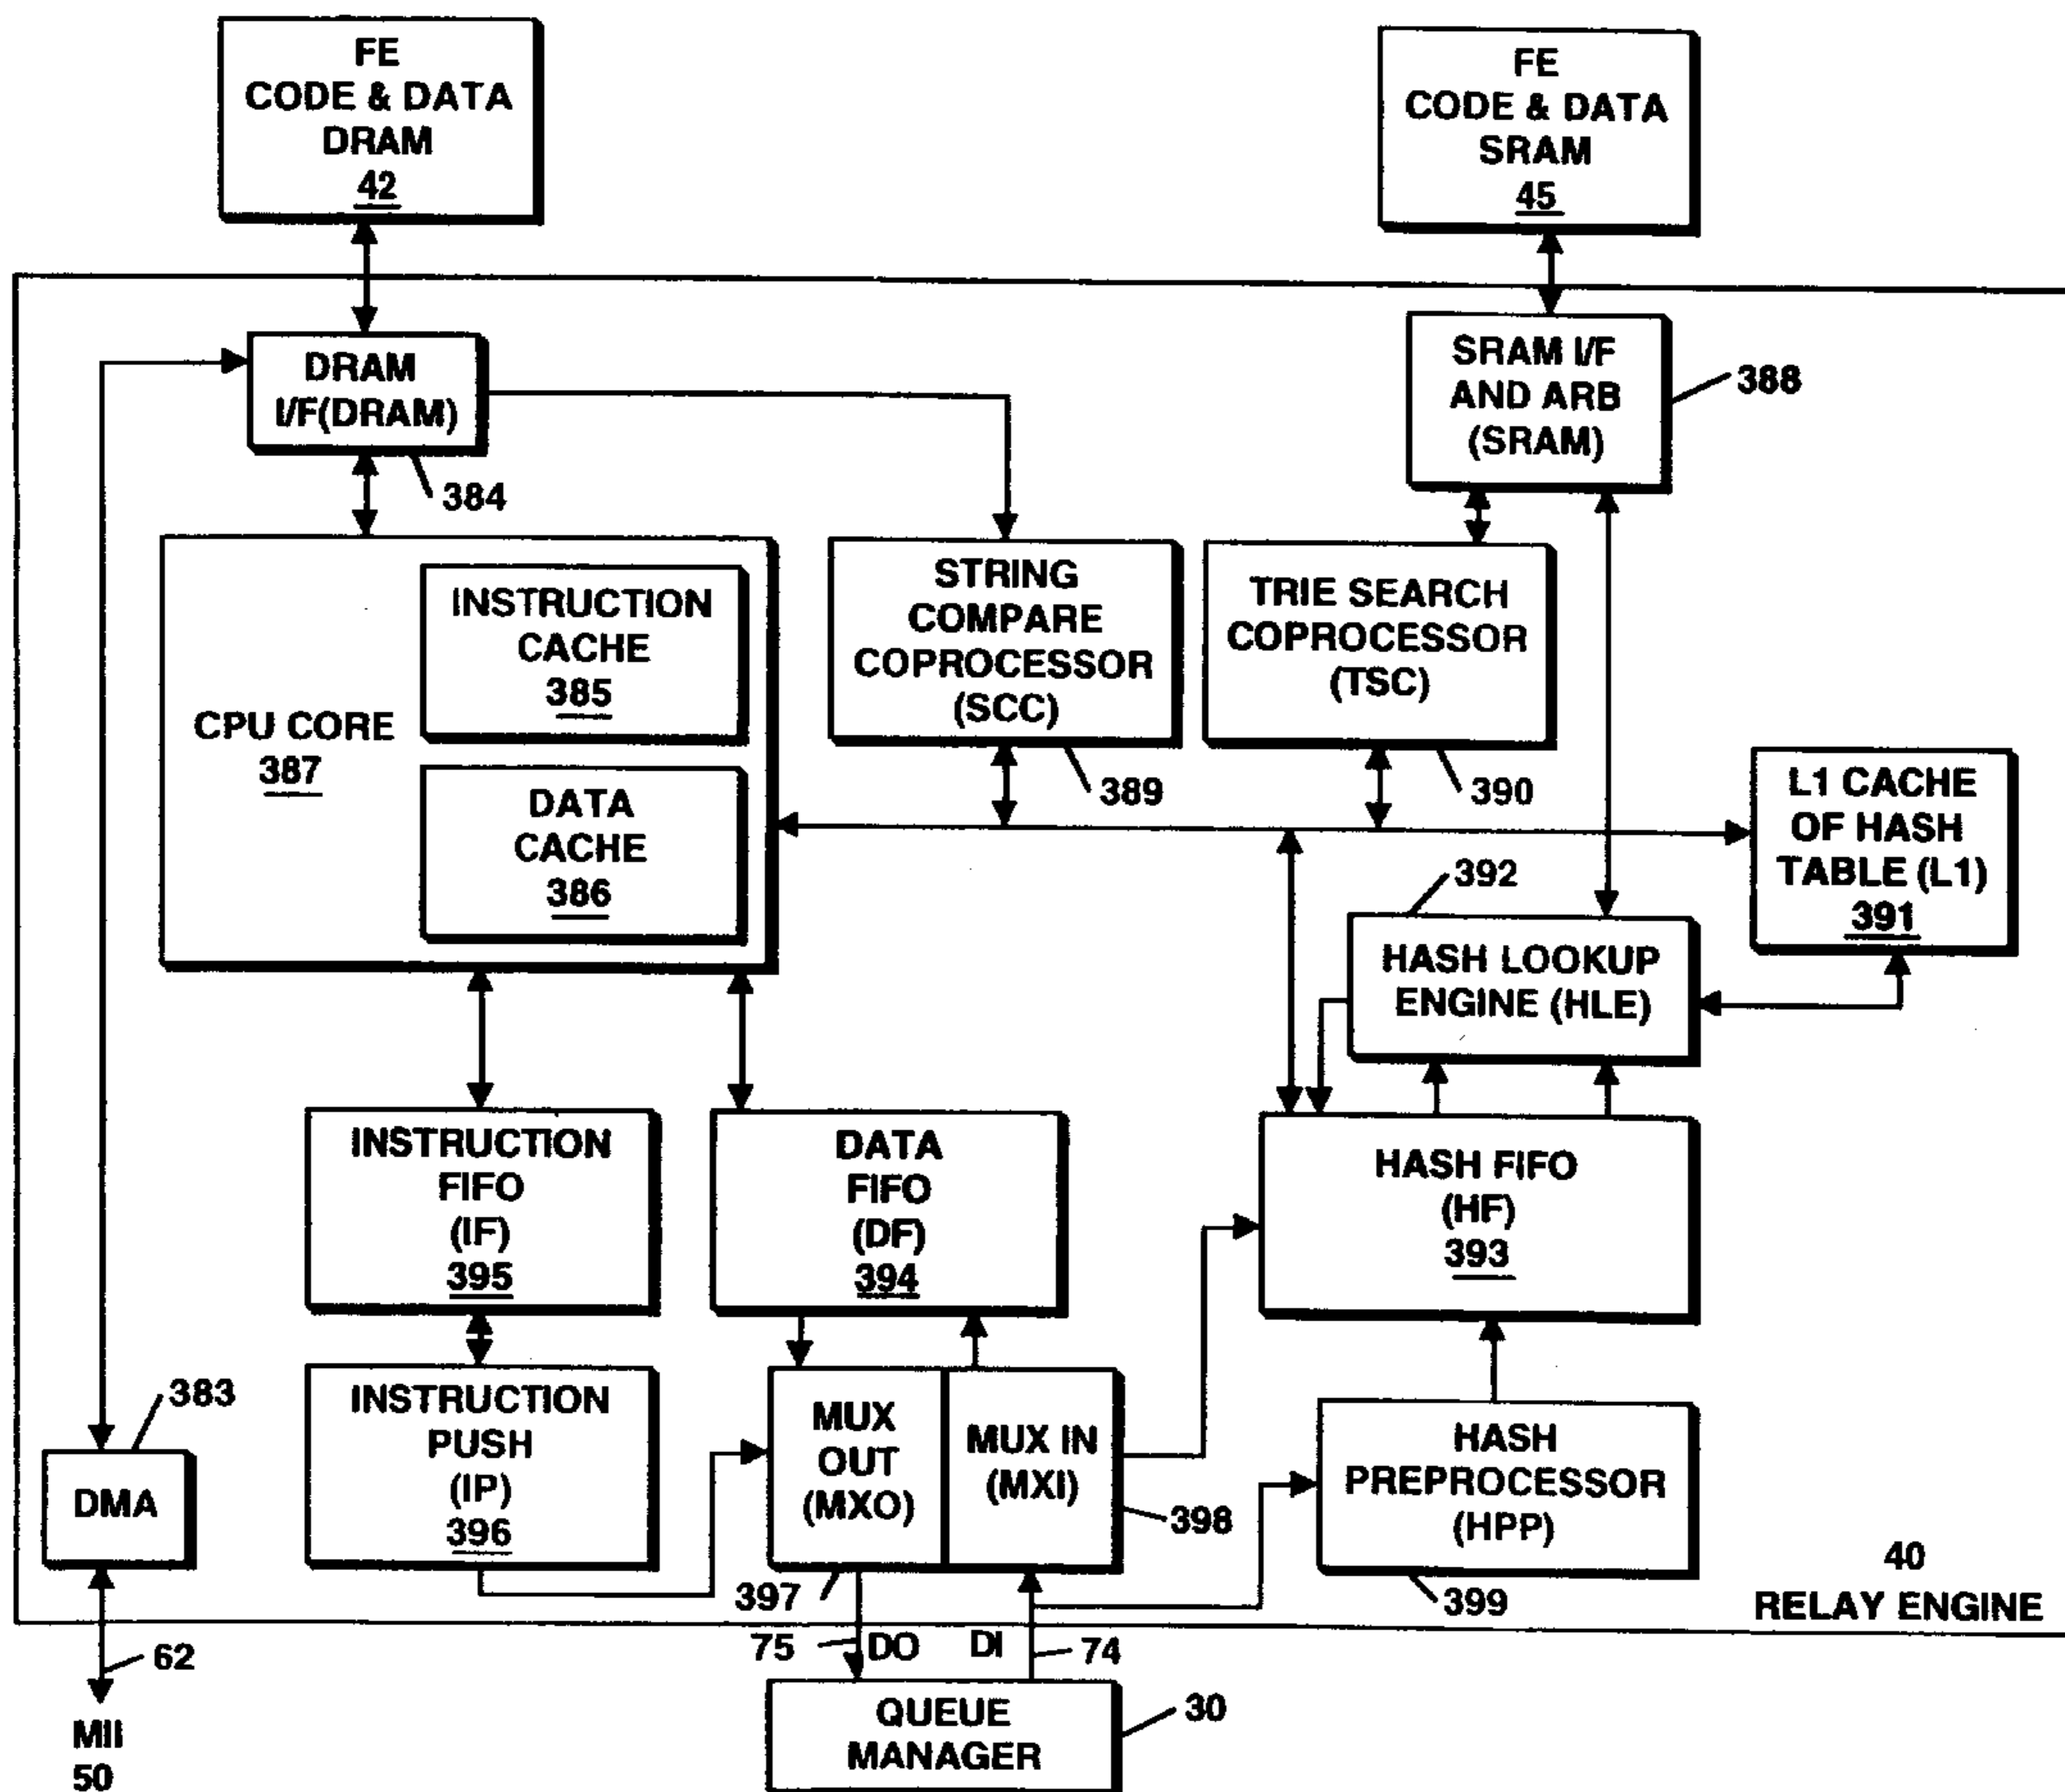 FE
CODE & DATA
DRAM
42
FE
CODE & DATA
SRAM
45
DRAM
I/F(DRAM)
384
SRAM I/F
AND ARB
(SRAM)
388
CPU CORE
387
INSTRUCTION
CACHE
385
DATA
CACHE
386
STRING
COMPARE
COPROCESSOR
(SCC)
389
TRIE SEARCH
COPROCESSOR
(TSC)
390
L1 CACHE
OF HASH
TABLE (L1)
391
392
HASH LOOKUP
ENGINE (HLE)
INSTRUCTION
FIFO
(IF)
395
DATA
FIFO
(DF)
394
HASH FIFO
(HF)
393
383
DMA
INSTRUCTION
PUSH
(IP)
396
MUX
OUT
(MXO)
397
MUX IN
(MXI)
398
HASH
PREPROCESSOR
(HPP)
399
40
RELAY ENGINE
62
MII
50
75
DO
DI
74
QUEUE
MANAGER
30